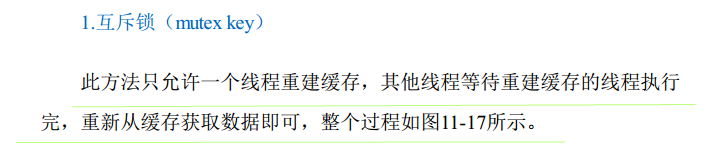 1.互斥锁（mutex key）
此方法只允许一个线程重建缓存，其他线程等待重建缓存的线程执行
完，重新从缓存获取数据即可，整个过程如图11-17所示。